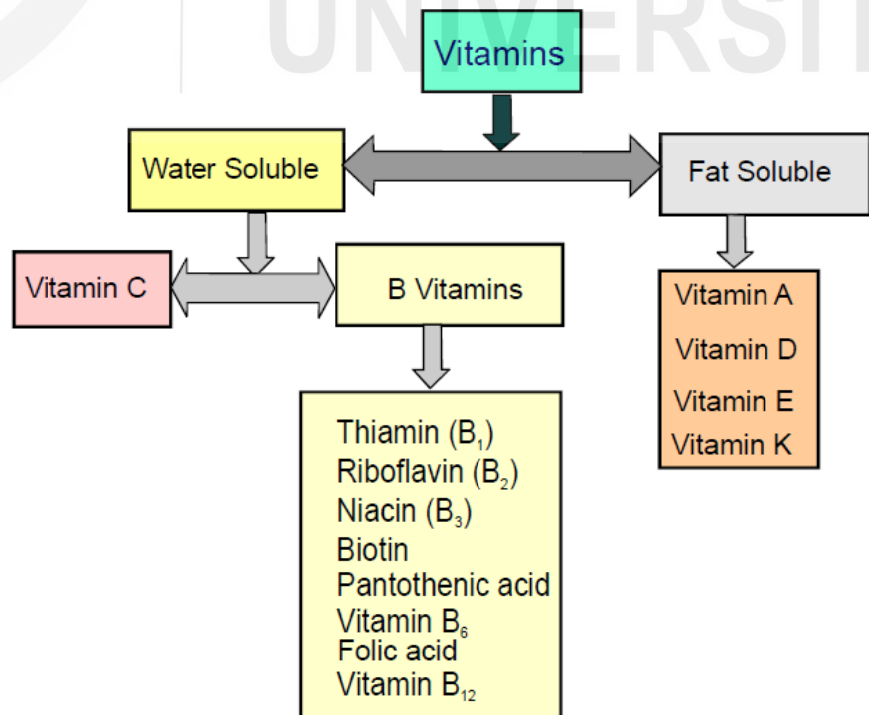 UNIVERSIT
Vitamins
Water Soluble
Fat Soluble
Vitamin C
B Vitamins
Vitamin A
Vitamin D
Vitamin E
Vitamin K
Thiamin (B₁)
Riboflavin (B₂)
Niacin (B₃)
Biotin
Pantothenic acid
Vitamin B₆
Folic acid
Vitamin B₁₂